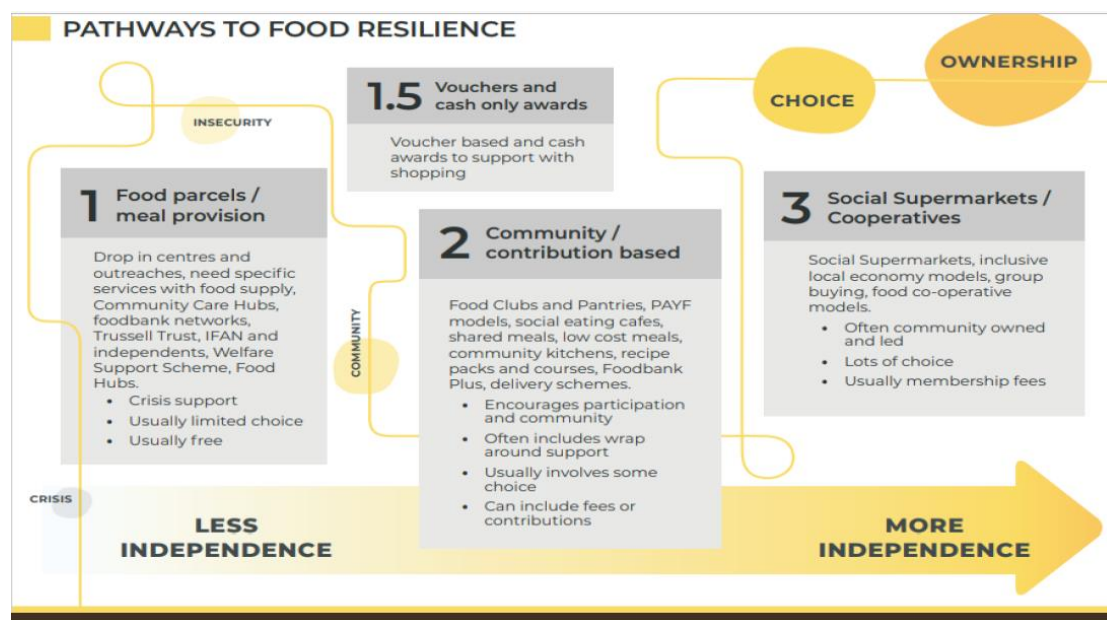 PATHWAYS TO FOOD RESILIENCE
INSECURITY
CRISIS
COMMUNITY
CHOICE
OWNERSHIP
1 Food parcels /
meal provision
Drop in centres and
outreaches, need specific
services with food supply,
Community Care Hubs,
foodbank networks,
Trussell Trust, IFAN and
independents, Welfare
Support Scheme, Food
Hubs.
• Crisis support
• Usually limited choice
• Usually free
1.5 Vouchers and
cash only awards
Voucher based and cash
awards to support with
shopping
2 Community /
contribution based
Food Clubs and Pantries, PAYF
models, social eating cafes,
shared meals, low cost meals,
community kitchens, recipe
packs and courses, Foodbank
Plus, delivery schemes.
• Encourages participation
and community
• Often includes wrap
around support
• Usually involves some
choice
• Can include fees or
contributions
3 Social Supermarkets /
Cooperatives
Social Supermarkets, inclusive
local economy models, group
buying, food co-operative
models.
• Often community owned
and led
• Lots of choice
• Usually membership fees
LESS
INDEPENDENCE
MORE
INDEPENDENCE